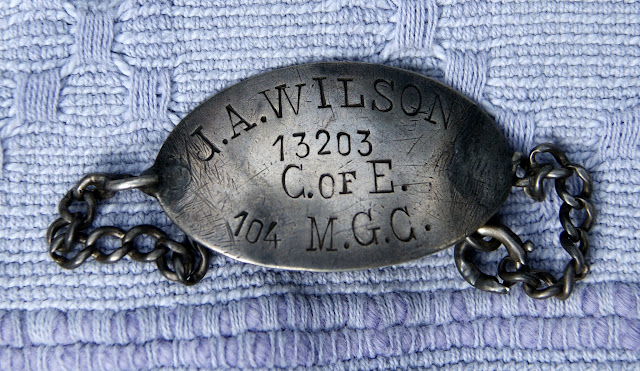 J.A.WILSON
13203
C. OF E.
104 M.G.C.